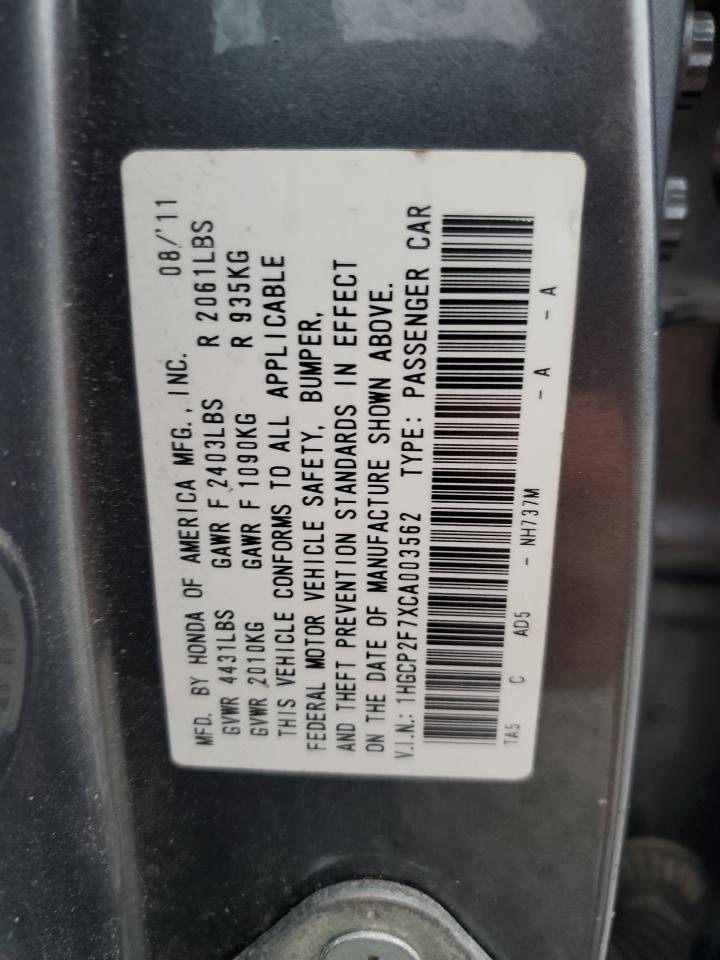 MFD. BY HONDA OF AMERICA MFG., INC. 08/'11
GVWR 4431LBS GAWR F 2403LBS R 2061LBS
GVWR 2010KG GAWR F 1090KG R 935KG
THIS VEHICLE CONFORMS TO ALL APPLICABLE
FEDERAL MOTOR VEHICLE SAFETY, BUMPER,
AND THEFT PREVENTION STANDARDS IN EFFECT
ON THE DATE OF MANUFACTURE SHOWN ABOVE.
V.I.N.: 1HGCP2F7XCA003562 TYPE: PASSENGER CAR
TA5 C AD5 - NH737M - A - A